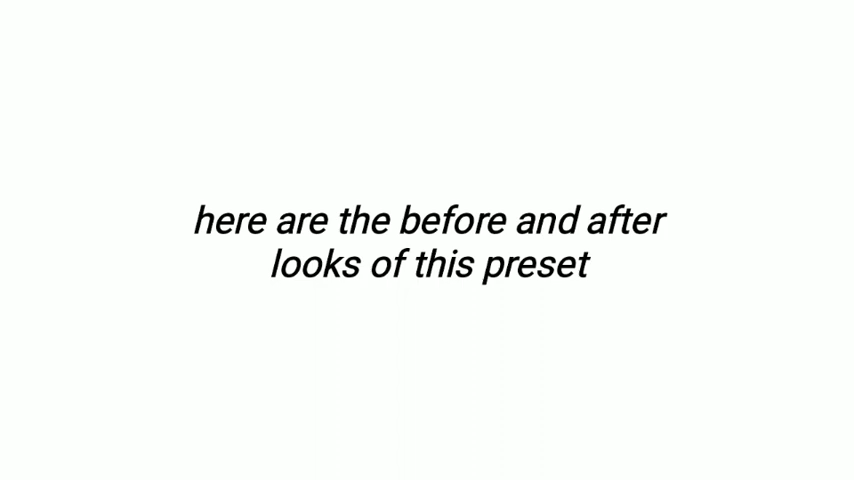 here are the before and after
looks of this preset